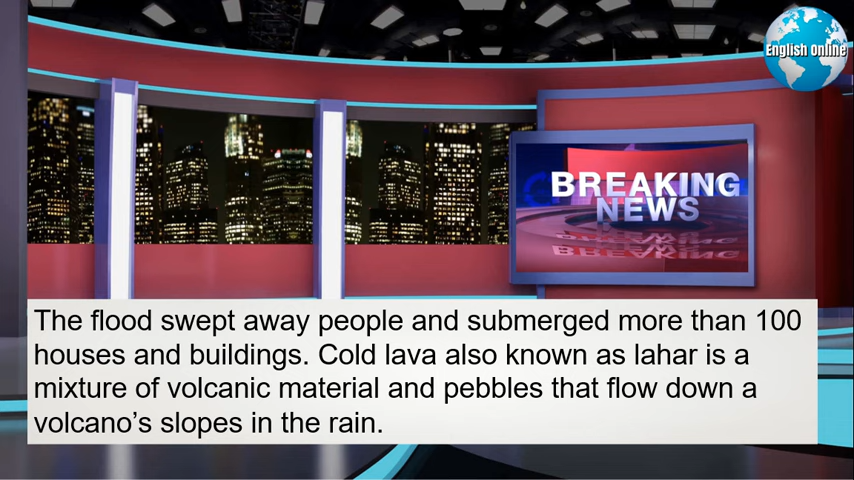 English Online
BREAKING
NEWS
The flood swept away people and submerged more than 100
houses and buildings. Cold lava also known as lahar is a
mixture of volcanic material and pebbles that flow down a
volcano’s slopes in the rain.